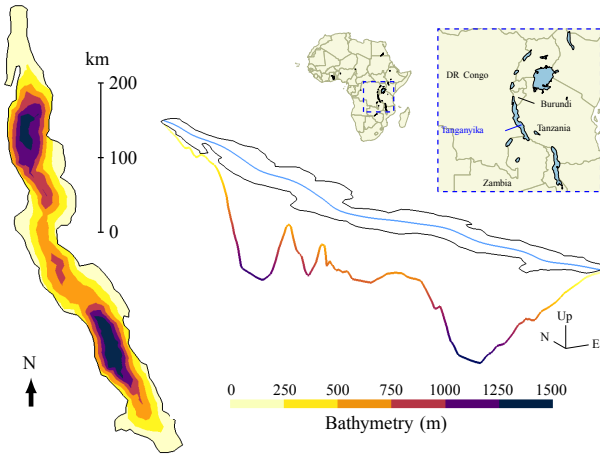 km
200
100
0
N
DR Congo
Burundi
Tanganyika
Tanzania
Zambia
Up
N
E
0 250 500 750 1000 1250 1500
Bathymetry (m)